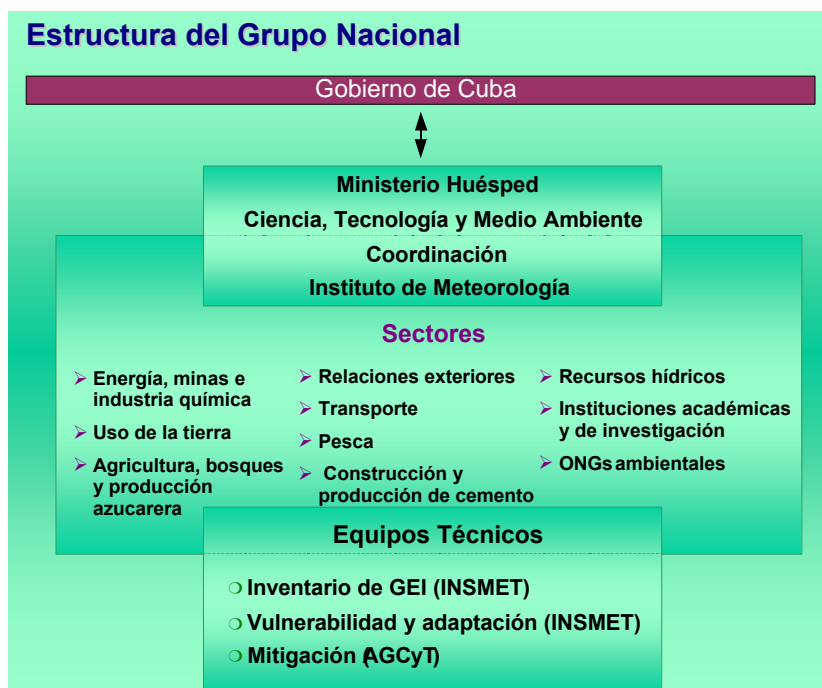 Estructura del Grupo Nacional
Gobierno de Cuba
Ministerio Huésped
Ciencia, Tecnología y Medio Ambiente
Coordinación
Instituto de Meteorología
Sectores
Energía, minas e
industria química
Uso de la tierra
Agricultura, bosques
y producción
azucarera
Relaciones exteriores
Transporte
Pesca
Construcción y
producción de cemento
Recursos hídricos
Instituciones académicas
y de investigación
ONGs ambientales
Equipos Técnicos
Inventario de GEI (INSMET)
Vulnerabilidad y adaptación (INSMET)
Mitigación (AGCyT)